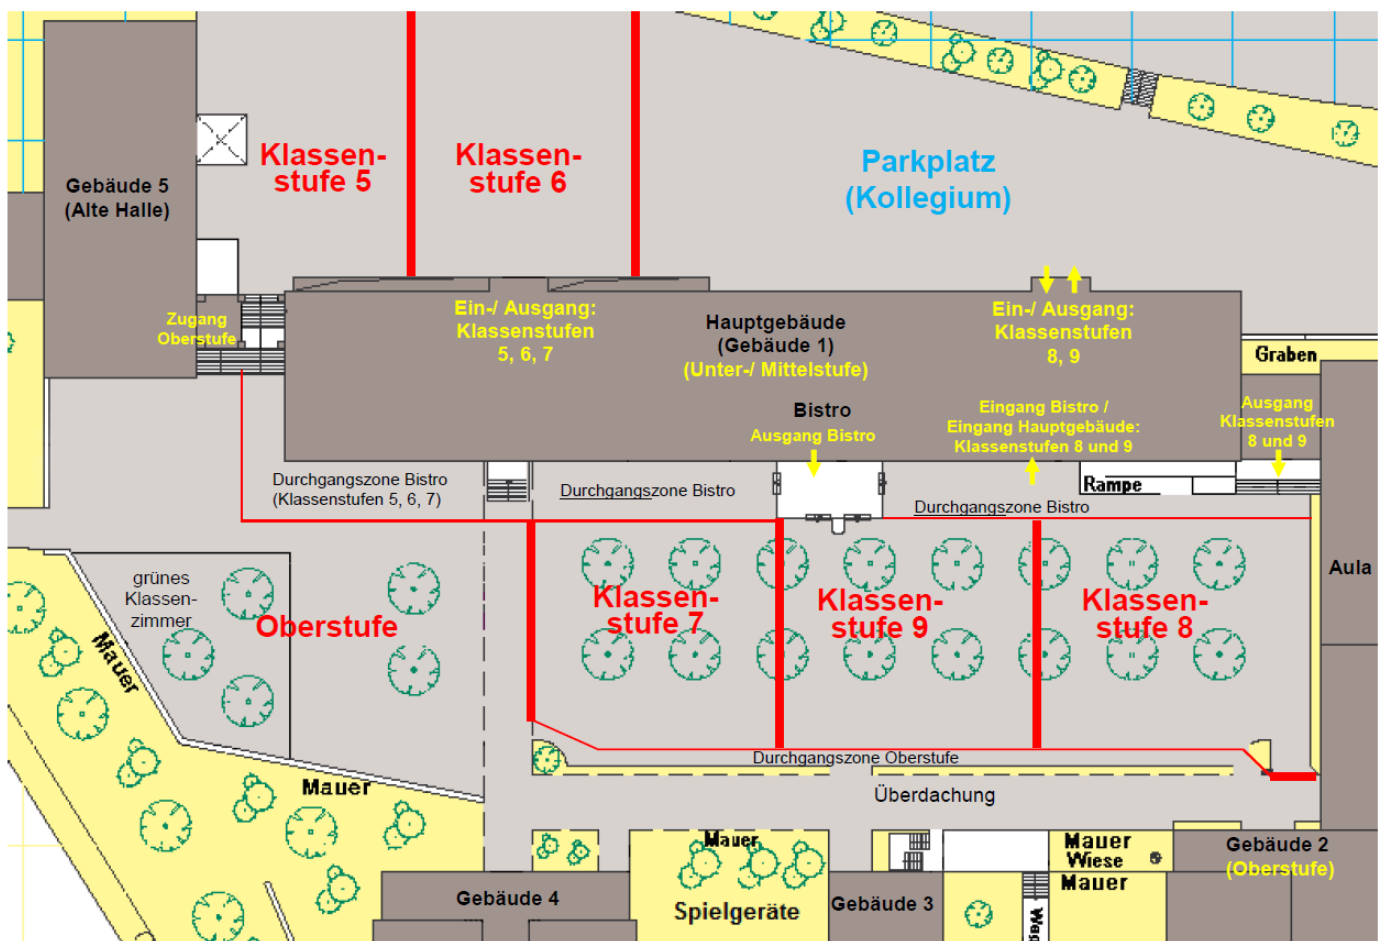 Klassen-
stufe 5
Klassen-
stufe 6
Parkplatz
(Kollegium)
Gebäude 5
(Alte Halle)
Zugang
Oberstufe
Ein-/ Ausgang:
Klassenstufen
5, 6, 7
Hauptgebäude
(Gebäude 1)
(Unter-/ Mittelstufe)
Ein-/ Ausgang:
Klassenstufen
8, 9
Graben
Bistro
Ausgang Bistro
Eingang Bistro /
Eingang Hauptgebäude:
Klassenstufen 8 und 9
Ausgang
Klassenstufen
8 und 9
Durchgangszone Bistro
(Klassenstufen 5, 6, 7)
Durchgangszone Bistro
Rampe
Durchgangszone Bistro
grünes
Klassen-
zimmer
Oberstufe
Klassen-
stufe 7
Klassen-
stufe 9
Klassen-
stufe 8
Aula
Mauer
Mauer
Durchgangszone Oberstufe
Überdachung
Mauer
Mauer
Wiese
Mauer
Gebäude 2
(Oberstufe)
Gebäude 4
Spielgeräte
Gebäude 3
Weg